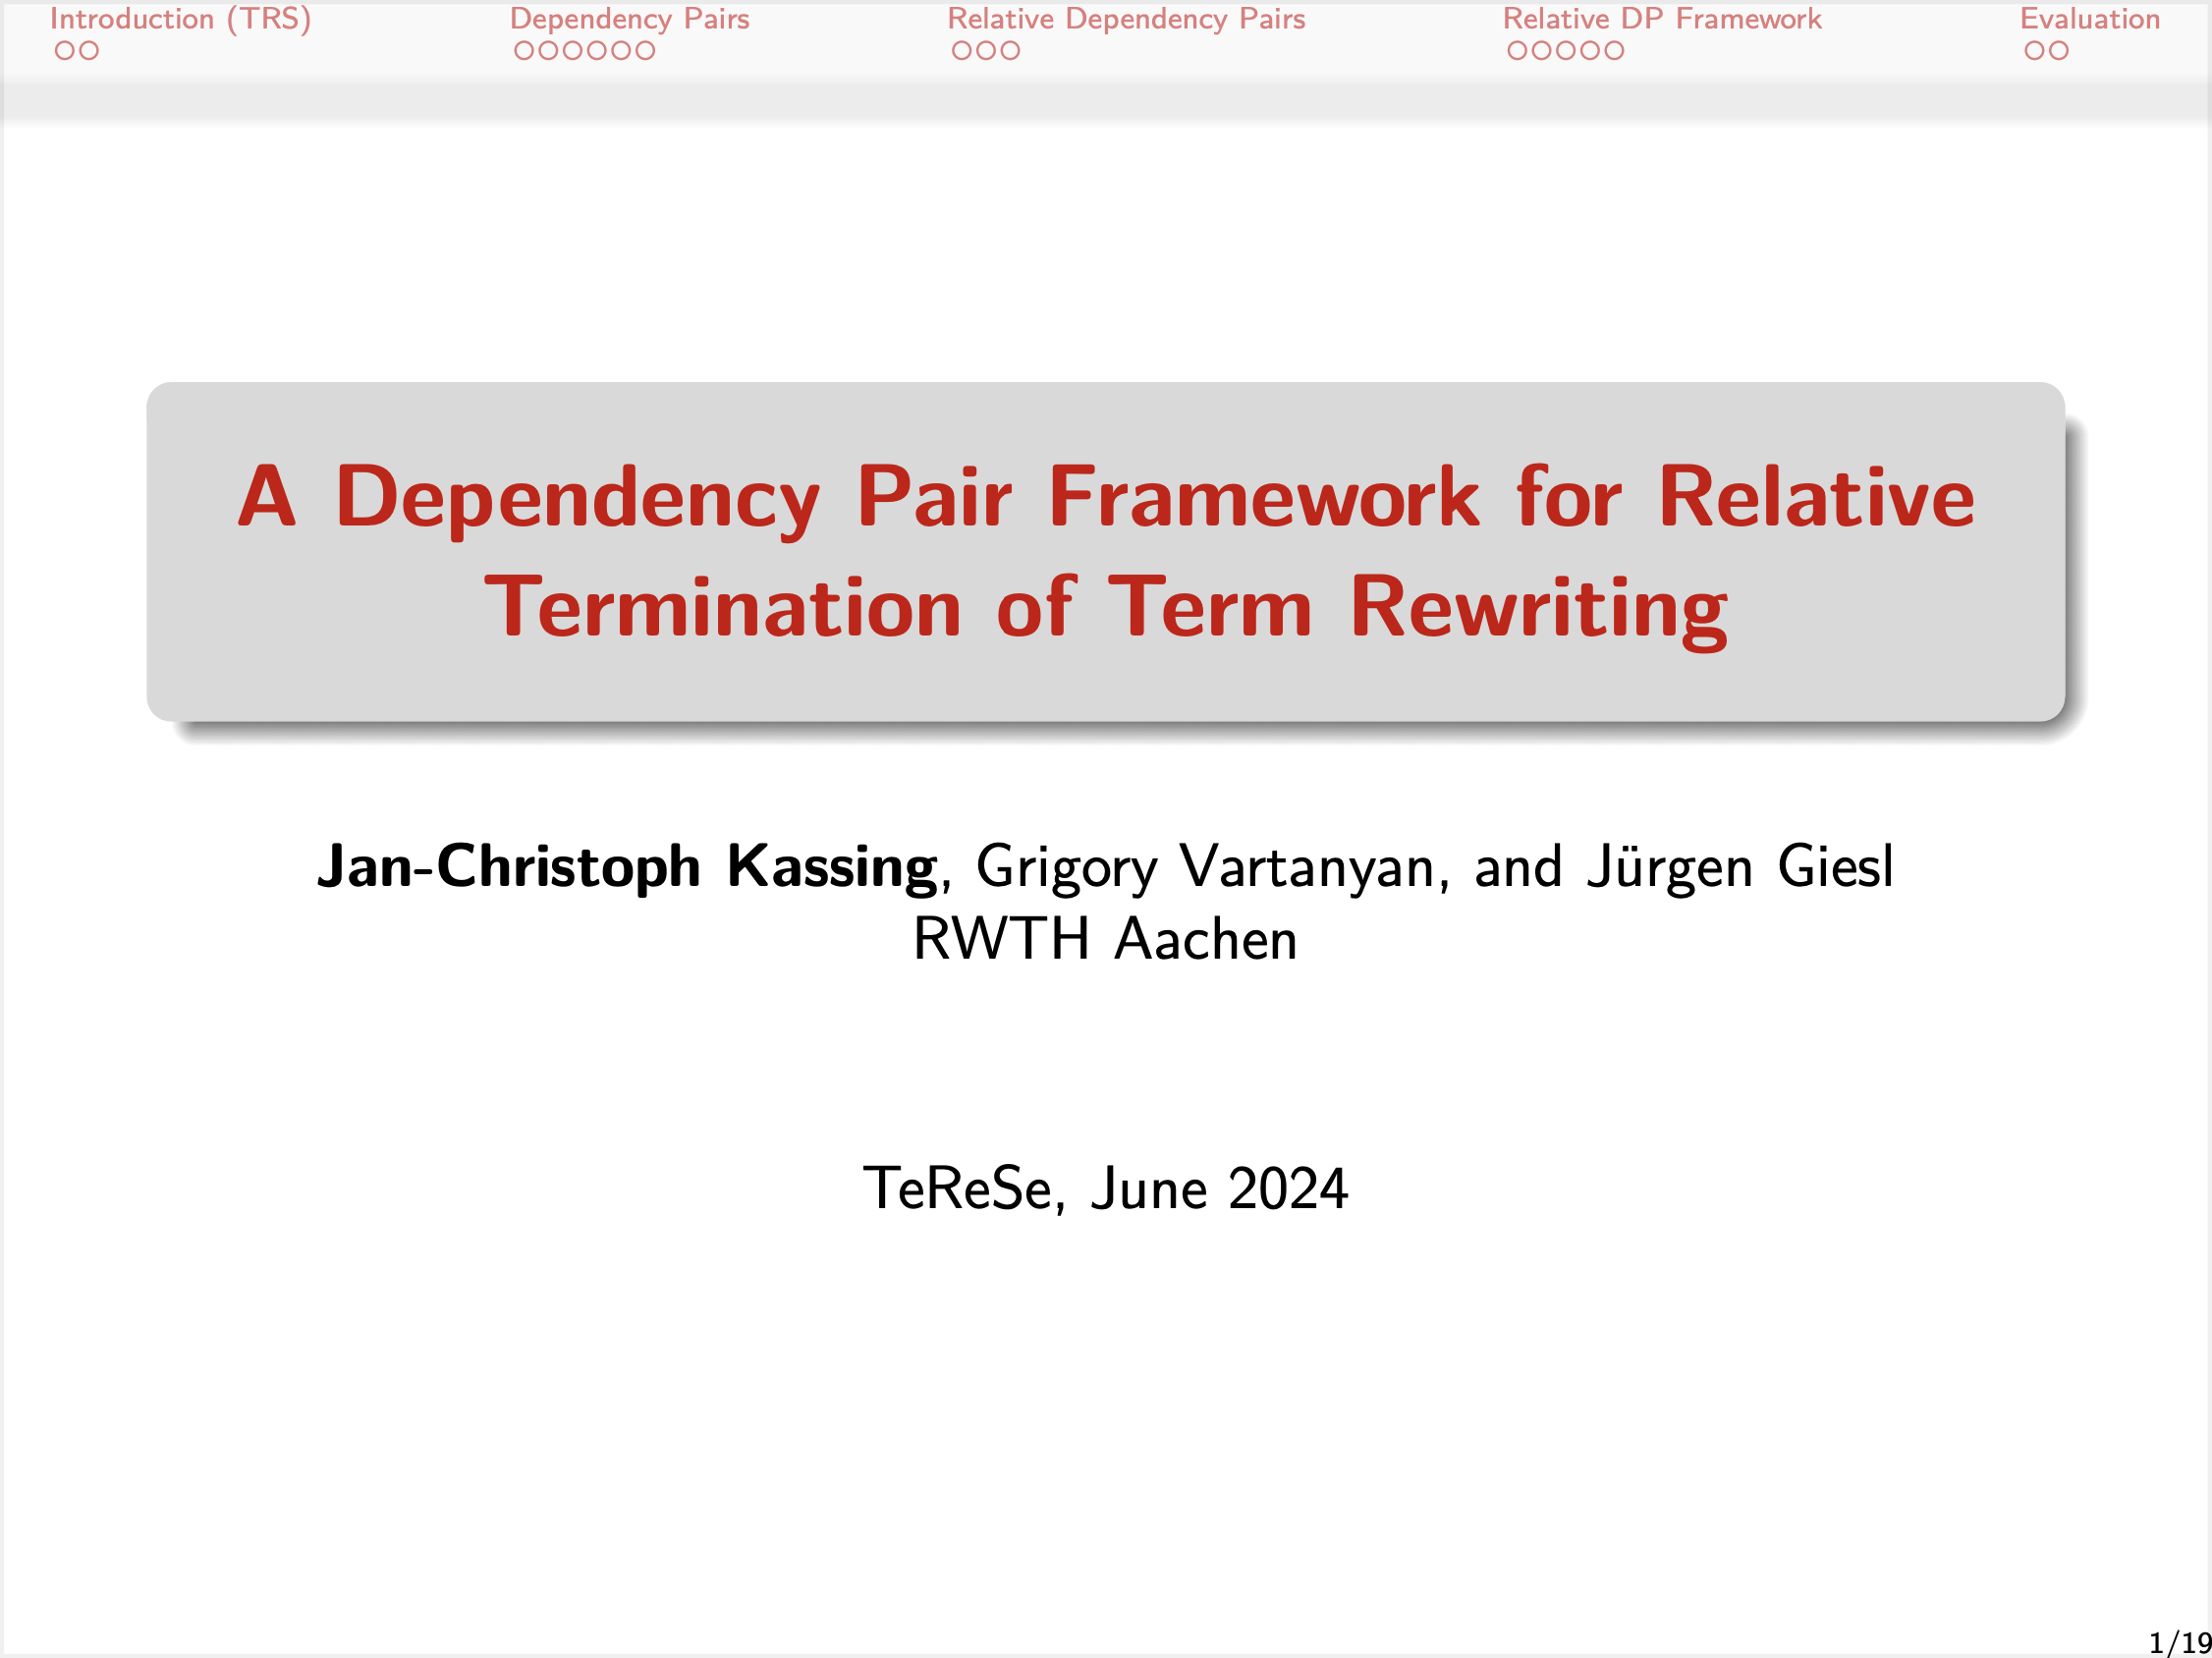 Introduction (TRS) Dependency Pairs Relative Dependency Pairs Relative DP Framework Evaluation
A Dependency Pair Framework for Relative
Termination of Term Rewriting
Jan-Christoph Kassing, Grigory Vartanyan, and Jürgen Giesl
RWTH Aachen
TeReSe, June 2024
1/19